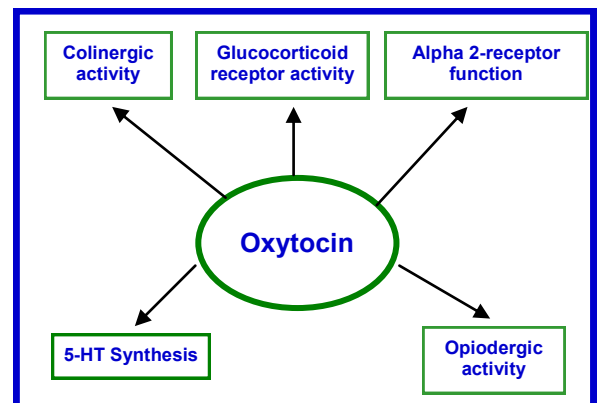 Colinergic
activity
Glucocorticoid
receptor activity
Alpha 2-receptor
function
Oxytocin
5-HT Synthesis
Opiodergic
activity